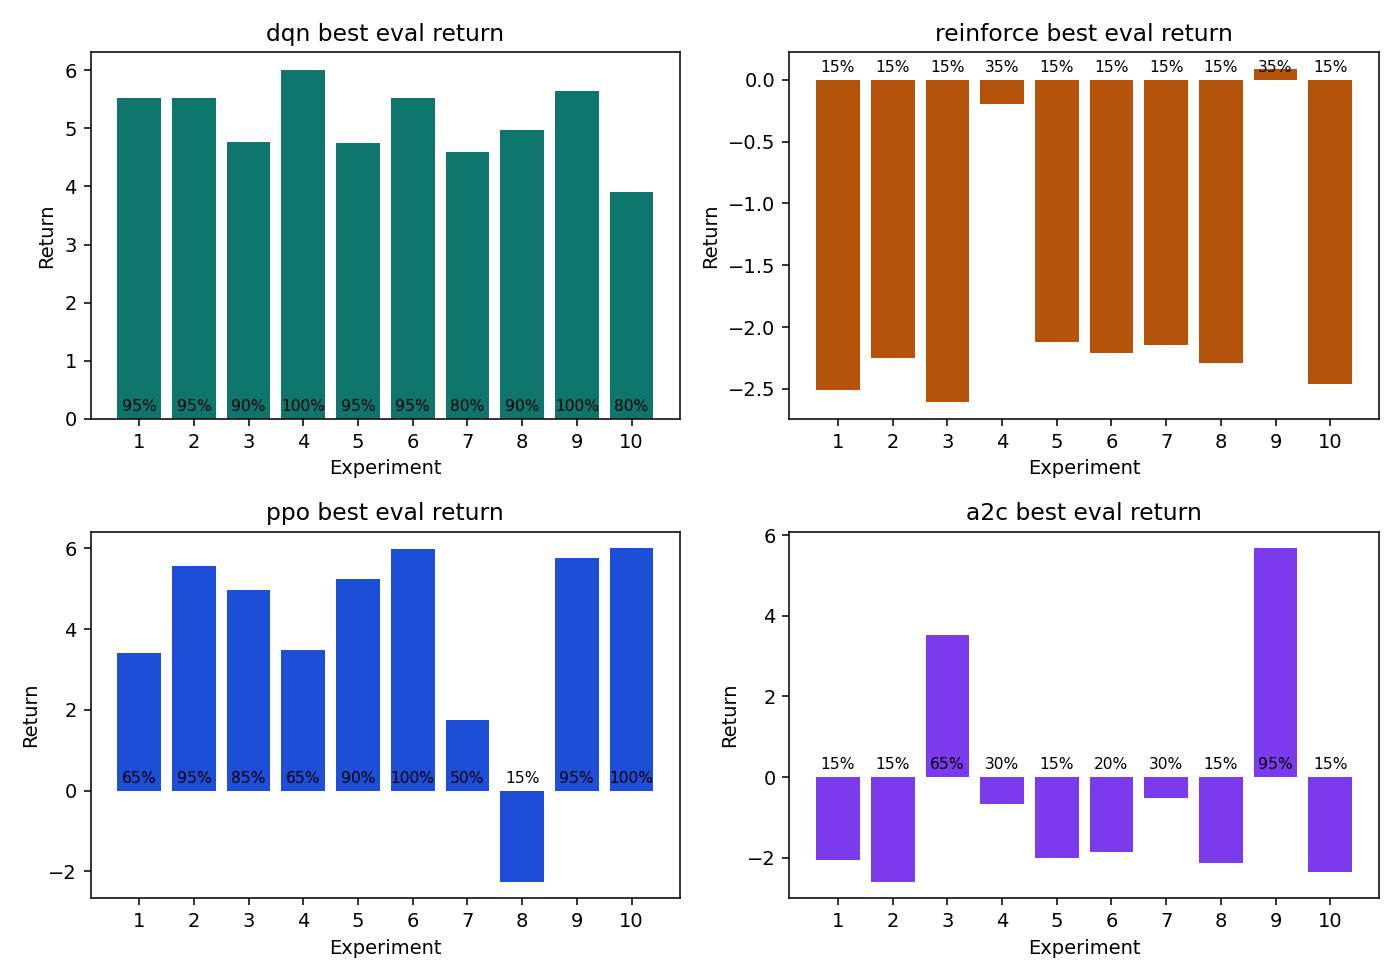 dqn best eval return
Return
6
5
4
3
2
1
0
95% 95% 90% 100% 95% 95% 80% 90% 100% 80%
1 2 3 4 5 6 7 8 9 10
Experiment
reinforce best eval return
Return
15% 15% 15% 35% 15% 15% 15% 15% 35% 15%
0.0
−0.5
−1.0
−1.5
−2.0
−2.5
1 2 3 4 5 6 7 8 9 10
Experiment
ppo best eval return
Return
6
4
2
65% 95% 85% 65% 90% 100% 50% 15% 95% 100%
0
−2
1 2 3 4 5 6 7 8 9 10
Experiment
a2c best eval return
Return
6
4
2
15% 15% 65% 30% 15% 20% 30% 15% 95% 15%
0
−2
1 2 3 4 5 6 7 8 9 10
Experiment